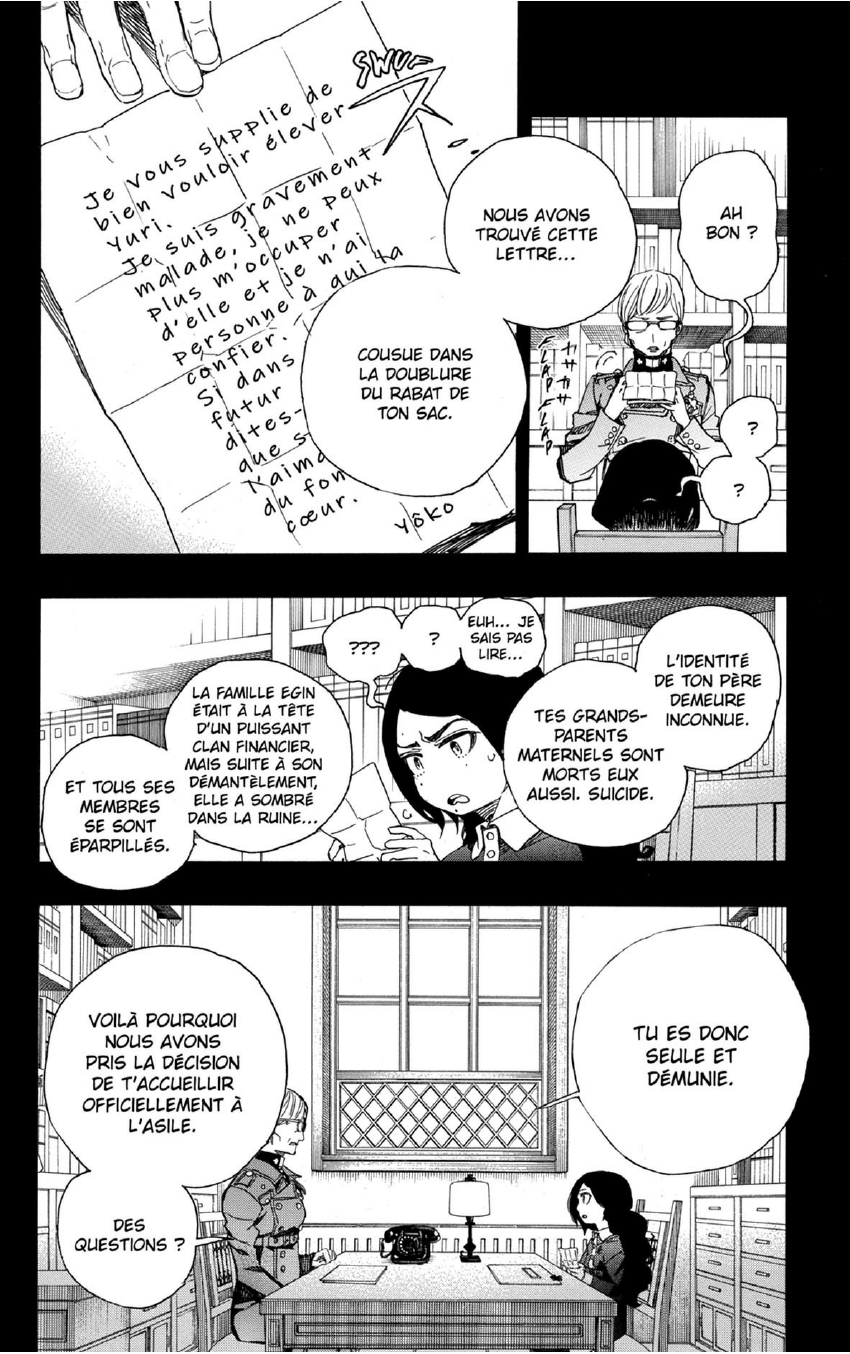 AH
BON ?
?
?
カサカサ
FLAP
FLAP
NOUS AVONS
TROUVÉ CETTE
LETTRE...
COUSUE DANS
LA DOUBLURE
DU RABAT DE
TON SAC.
SWUF
Je vous supplie de
bien vouloir élever
Yuri.
Je suis gravement
malade, je ne peux
plus m'occuper
d'elle et je n'ai
personne à qui la
confier.
Si dans
futur
dites-
que s
l'aima
du fon
cœur.
Yôko
L'IDENTITÉ
DE TON PÈRE
DEMEURE
INCONNUE.
TES GRANDS-
PARENTS
MATERNELS SONT
MORTS EUX
AUSSI. SUICIDE.
EUH... JE
SAIS PAS
LIRE...
?
???
LA FAMILLE EGIN
ÉTAIT À LA TÊTE
D'UN PUISSANT
CLAN FINANCIER,
MAIS SUITE À SON
DÉMANTÈLEMENT,
ELLE A SOMBRÉ
DANS LA RUINE...
ET TOUS SES
MEMBRES
SE SONT
ÉPARPILLÉS.
TU ES DONC
SEULE ET
DÉMUNIE.
VOILÀ POURQUOI
NOUS AVONS
PRIS LA DÉCISION
DE T'ACCUEILLIR
OFFICIELLEMENT À
L'ASILE.
DES
QUESTIONS ?